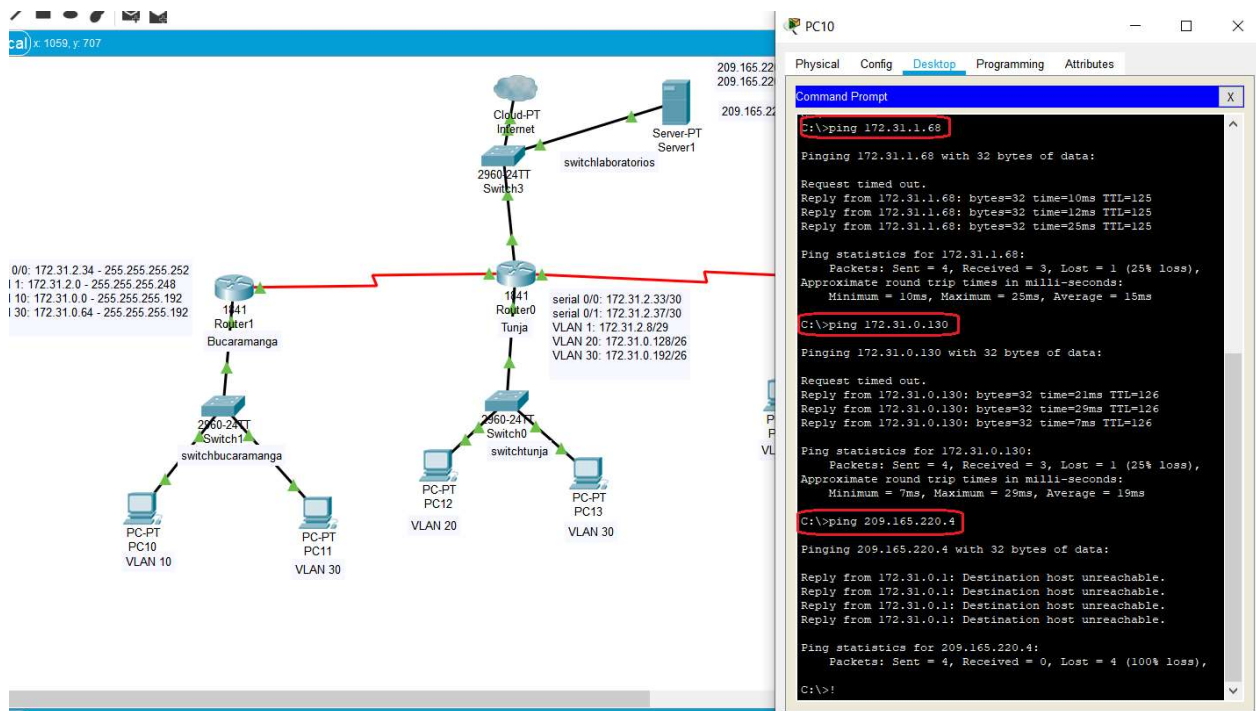 cal) x: 1059, y: 707
209.165.22
209.165.22
209.165.22
Cloud-PT
Internet
Server-PT
Server1
switchlaboratorios
2960-24TT
Switch3
0/0: 172.31.2.34 - 255.255.255.252
1: 172.31.2.0 - 255.255.255.248
10: 172.31.0.0 - 255.255.255.192
30: 172.31.0.64 - 255.255.255.192
1841
Router1
Bucaramanga
1841
Router0
Tunja
serial 0/0: 172.31.2.33/30
serial 0/1: 172.31.2.37/30
VLAN 1: 172.31.2.8/29
VLAN 20: 172.31.0.128/26
VLAN 30: 172.31.0.192/26
2960-24TT
Switch1
switchbucaramanga
2960-24TT
Switch0
switchtunja
P
P
VL
PC-PT
PC10
VLAN 10
PC-PT
PC11
VLAN 30
PC-PT
PC12
VLAN 20
PC-PT
PC13
VLAN 30
PC10
Physical Config Desktop Programming Attributes
Command Prompt X
C:\>ping 172.31.1.68
Pinging 172.31.1.68 with 32 bytes of data:
Request timed out.
Reply from 172.31.1.68: bytes=32 time=10ms TTL=125
Reply from 172.31.1.68: bytes=32 time=12ms TTL=125
Reply from 172.31.1.68: bytes=32 time=25ms TTL=125
Ping statistics for 172.31.1.68:
Packets: Sent = 4, Received = 3, Lost = 1 (25% loss),
Approximate round trip times in milli-seconds:
Minimum = 10ms, Maximum = 25ms, Average = 15ms
C:\>ping 172.31.0.130
Pinging 172.31.0.130 with 32 bytes of data:
Request timed out.
Reply from 172.31.0.130: bytes=32 time=21ms TTL=126
Reply from 172.31.0.130: bytes=32 time=29ms TTL=126
Reply from 172.31.0.130: bytes=32 time=7ms TTL=126
Ping statistics for 172.31.0.130:
Packets: Sent = 4, Received = 3, Lost = 1 (25% loss),
Approximate round trip times in milli-seconds:
Minimum = 7ms, Maximum = 29ms, Average = 19ms
C:\>ping 209.165.220.4
Pinging 209.165.220.4 with 32 bytes of data:
Reply from 172.31.0.1: Destination host unreachable.
Reply from 172.31.0.1: Destination host unreachable.
Reply from 172.31.0.1: Destination host unreachable.
Reply from 172.31.0.1: Destination host unreachable.
Ping statistics for 209.165.220.4:
Packets: Sent = 4, Received = 0, Lost = 4 (100% loss),
C:\>!